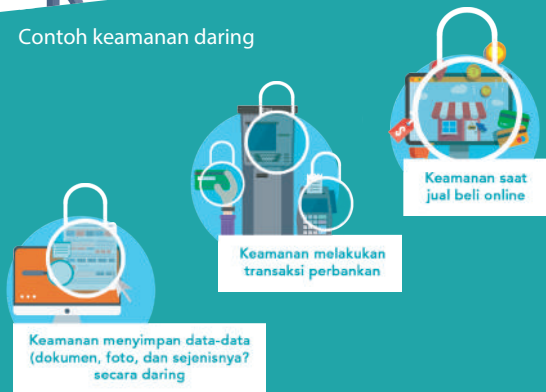 Contoh keamanan daring
Keamanan saat
jual beli online
Keamanan melakukan
transaksi perbankan
Keamanan menyimpan data-data
(dokumen, foto, dan sejenisnya?
secara daring